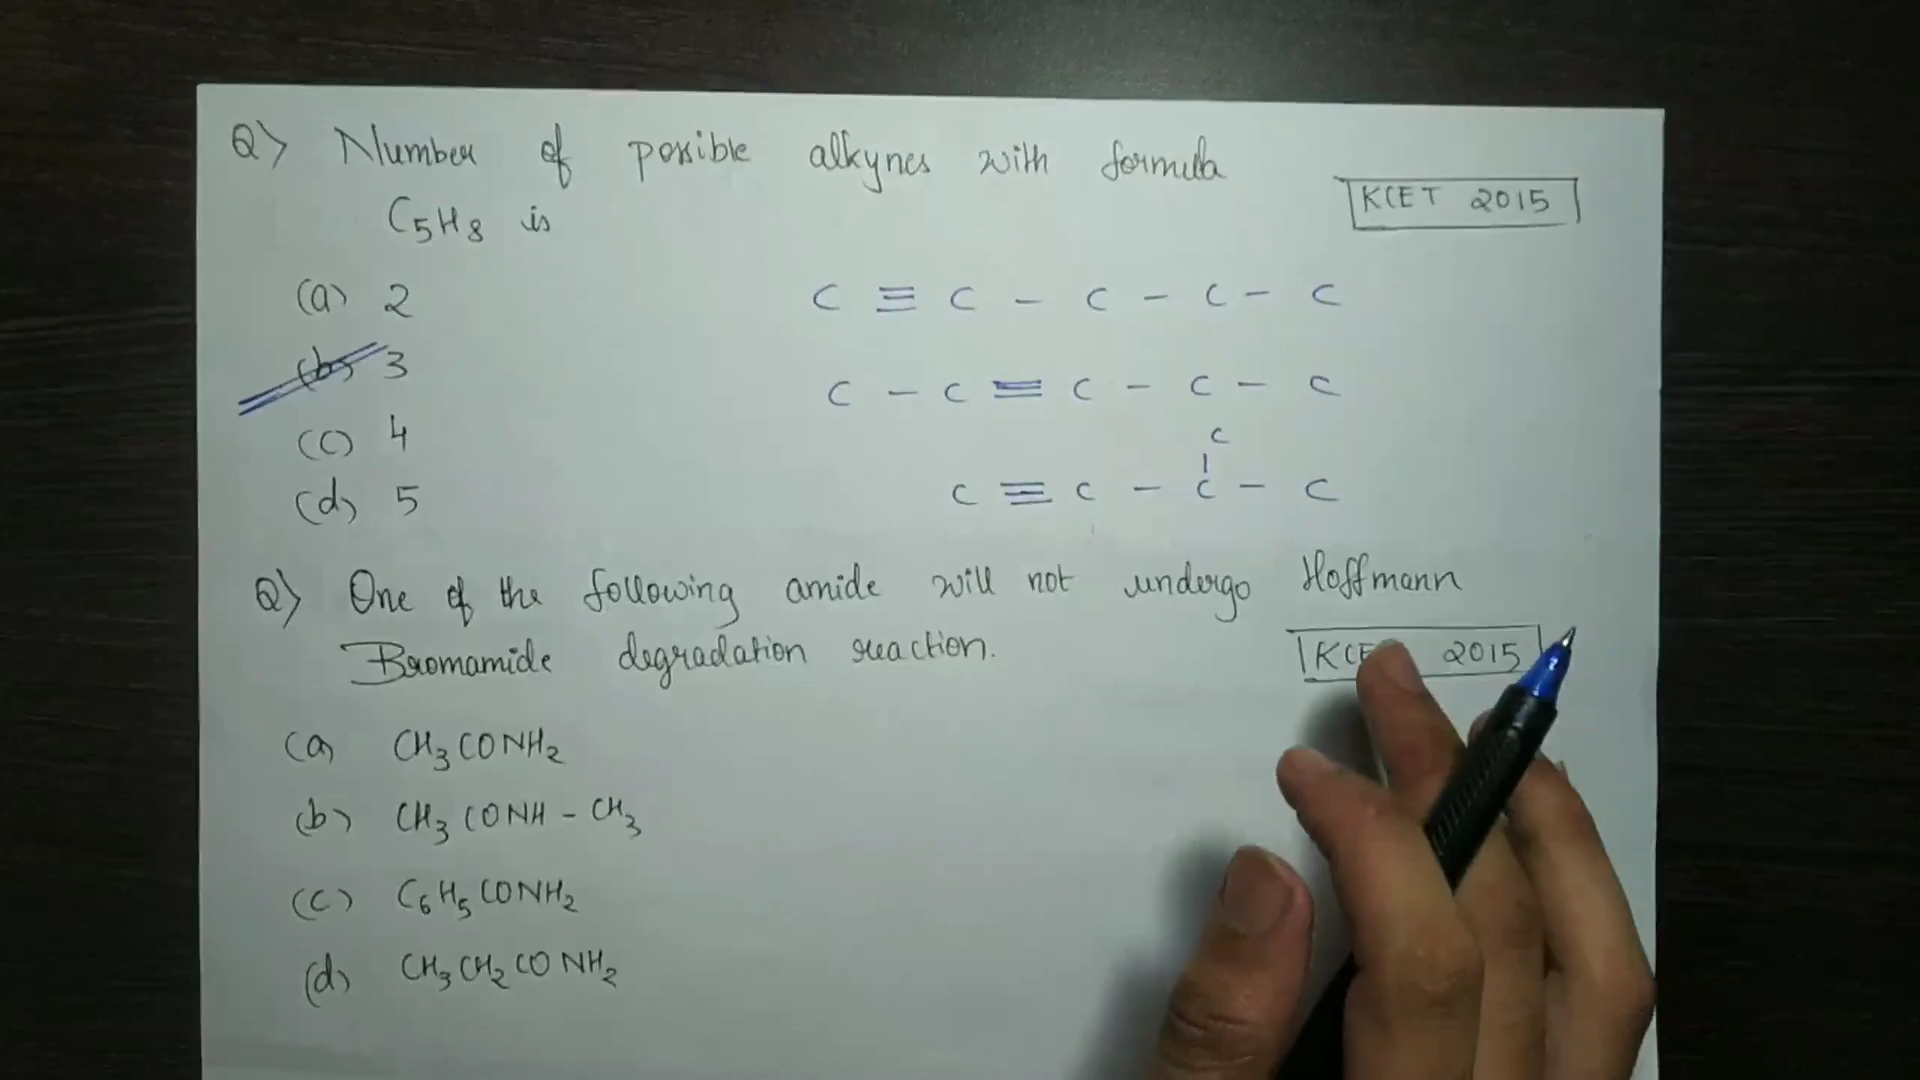 Q) Number of possible alkynes with formula
C5H8 is
KCET 2015
(a) 2
C ≡ C - C - C - C
(b) 3
C - C ≡ C - C - C
(c) 4
C
|
C ≡ C - C - C
(d) 5
Q) One of the following amide will not undergo Hoffmann
Bromamide degradation reaction.
2015
(a) CH3CONH2
(b) CH3CONH-CH3
(c) C6H5CONH2
(d) CH3CH2CONH2